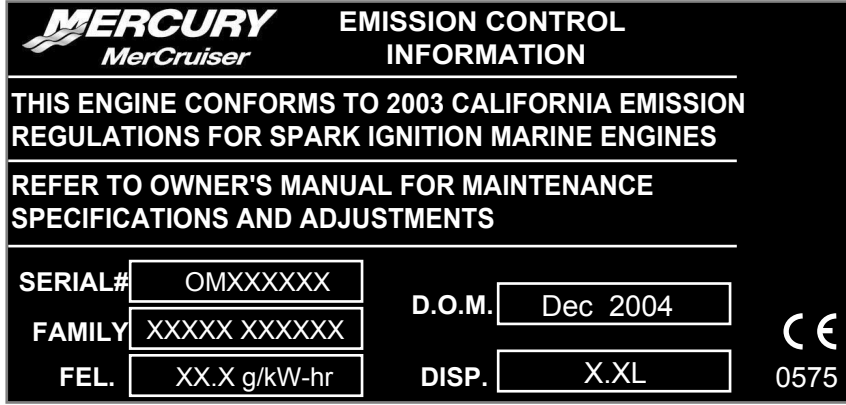 MERCURY
MerCruiser
EMISSION CONTROL
INFORMATION
THIS ENGINE CONFORMS TO 2003 CALIFORNIA EMISSION
REGULATIONS FOR SPARK IGNITION MARINE ENGINES
REFER TO OWNER'S MANUAL FOR MAINTENANCE
SPECIFICATIONS AND ADJUSTMENTS
SERIAL# OMXXXXXX
FAMILY XXXXX XXXXXX
FEL. XX.X g/kW-hr
D.O.M. Dec 2004
DISP. X.XL
CE
0575